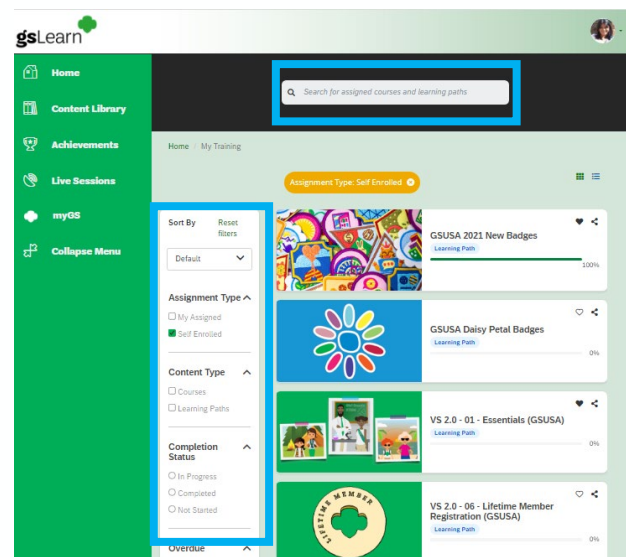 gsLearn
Home
Content Library
Achievements
Live Sessions
myGS
Collapse Menu
Search for assigned courses and learning paths
Home / My Training
Assignment Type: Self Enrolled
Sort By
Reset
filters
Default
Assignment Type
My Assigned
Self Enrolled
Content Type
Courses
Learning Paths
Completion
Status
In Progress
Completed
Not Started
Overdue
GSUSA 2021 New Badges
Learning Path
100%
GSUSA Daisy Petal Badges
Learning Path
0%
VS 2.0 - 01 - Essentials (GSUSA)
Learning Path
0%
LIFETIME MEMBER
VS 2.0 - 06 - Lifetime Member
Registration (GSUSA)
Learning Path
0%